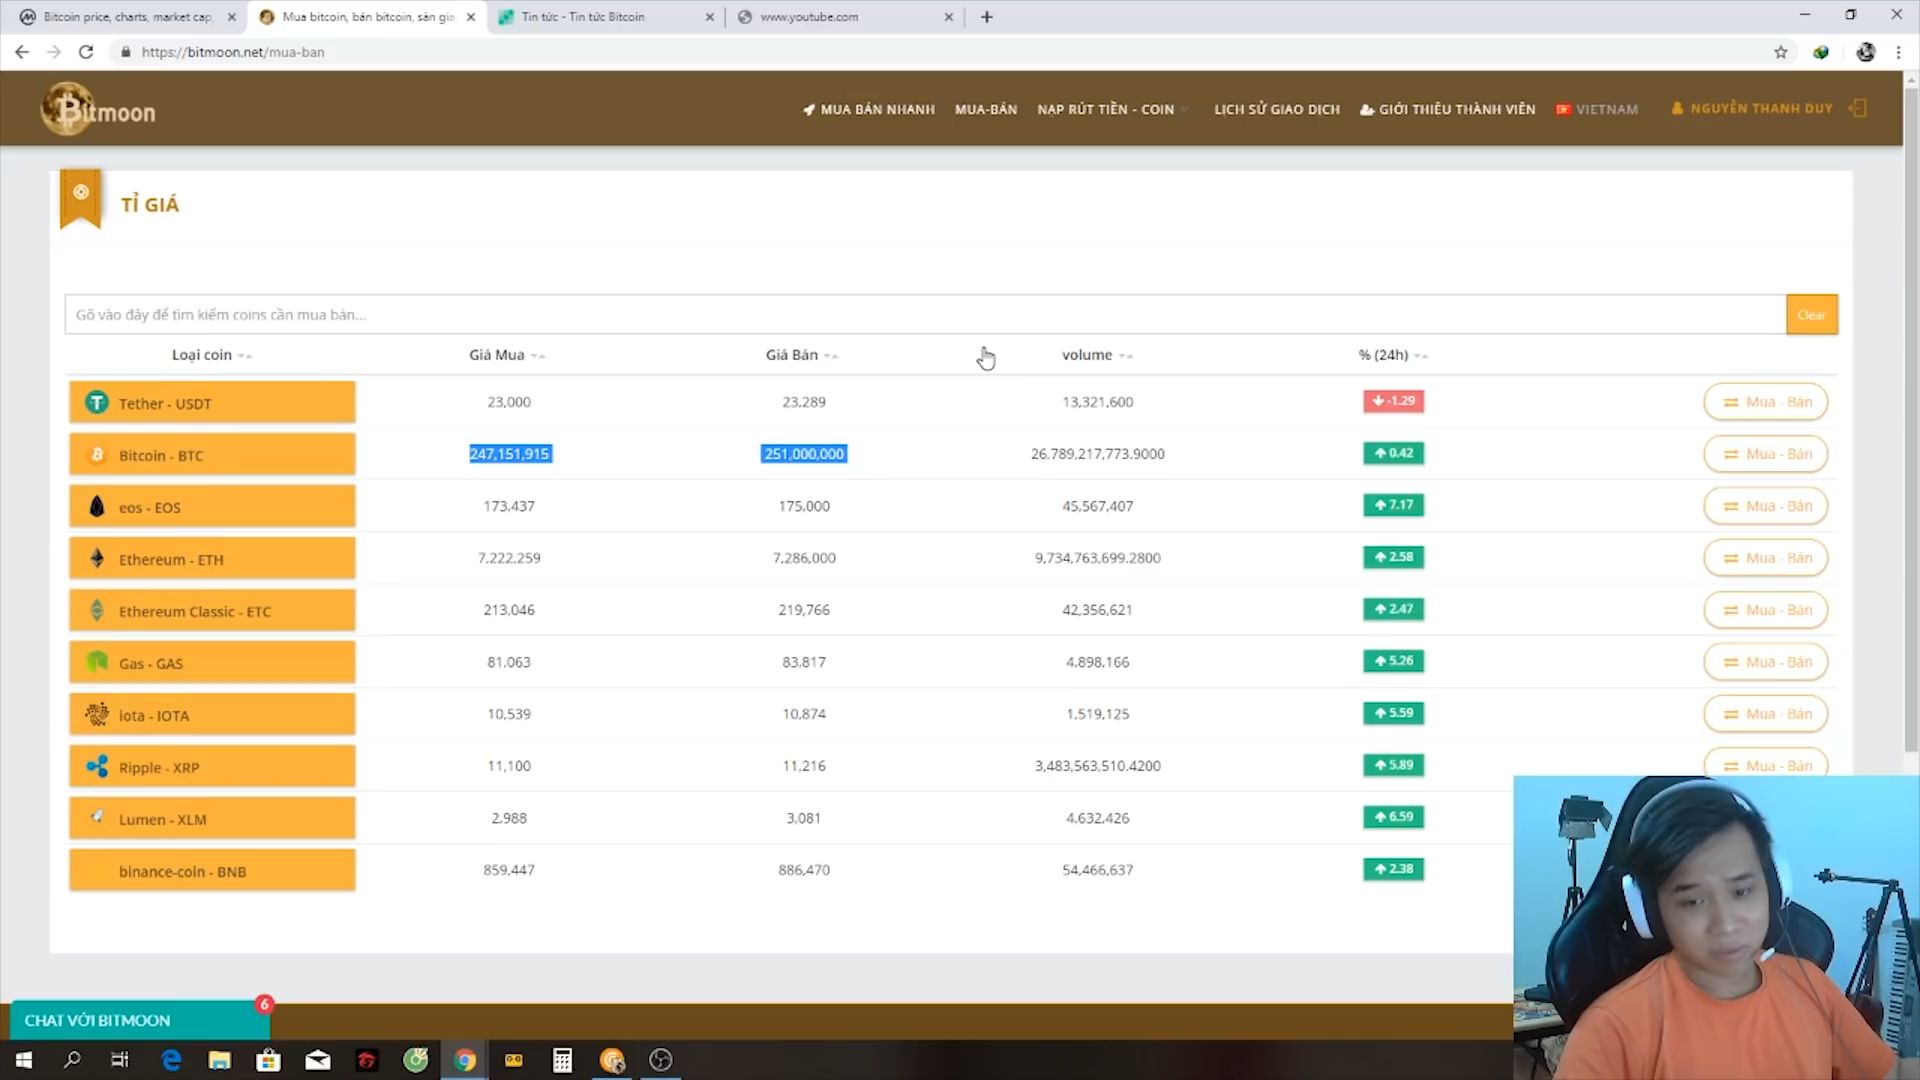 Bitcoin price, charts, market cap,
Mua bitcoin, bán bitcoin, sàn gia
Tin tức - Tin tức Bitcoin
www.youtube.com
https://bitmoon.net/mua-ban
Bitmoon
MUA BÁN NHANH
MUA-BÁN
NẠP RÚT TIỀN - COIN
LỊCH SỬ GIAO DỊCH
GIỚI THIỆU THÀNH VIÊN
VIETNAM
NGUYỄN THANH DUY
TỈ GIÁ
Gõ vào đây để tìm kiếm coins cần mua bán...
Clear
Loại coin Giá Mua Giá Bán volume % (24h)
Tether - USDT 23,000 23,289 13,321,600 -1.29 Mua - Bán
Bitcoin - BTC 247,151,915 251,000,000 26,789,217,773.9000 0.42 Mua - Bán
eos - EOS 173,437 175,000 45,567,407 7.17 Mua - Bán
Ethereum - ETH 7,222,259 7,286,000 9,734,763,699.2800 2.58 Mua - Bán
Ethereum Classic - ETC 213,046 219,766 42,356,621 2.47 Mua - Bán
Gas - GAS 81,063 83,817 4,898,166 5.26 Mua - Bán
iota - IOTA 10,539 10,874 1,519,125 5.59 Mua - Bán
Ripple - XRP 11,100 11,216 3,483,563,510.4200 5.89 Mua - Bán
Lumen - XLM 2,988 3,081 4,632,426 6.59
binance-coin - BNB 859,447 886,470 54,466,637 2.38
CHAT VỚI BITMOON
6